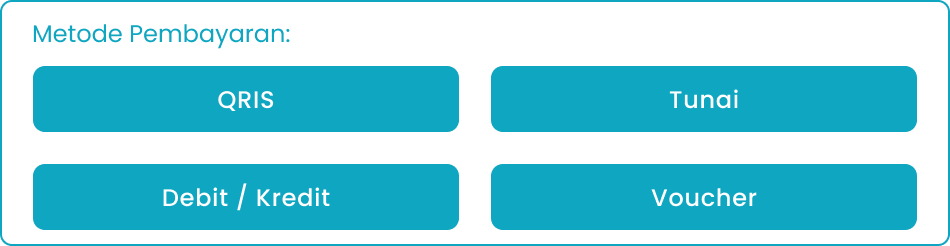 Metode Pembayaran:
QRIS
Tunai
Debit / Kredit
Voucher